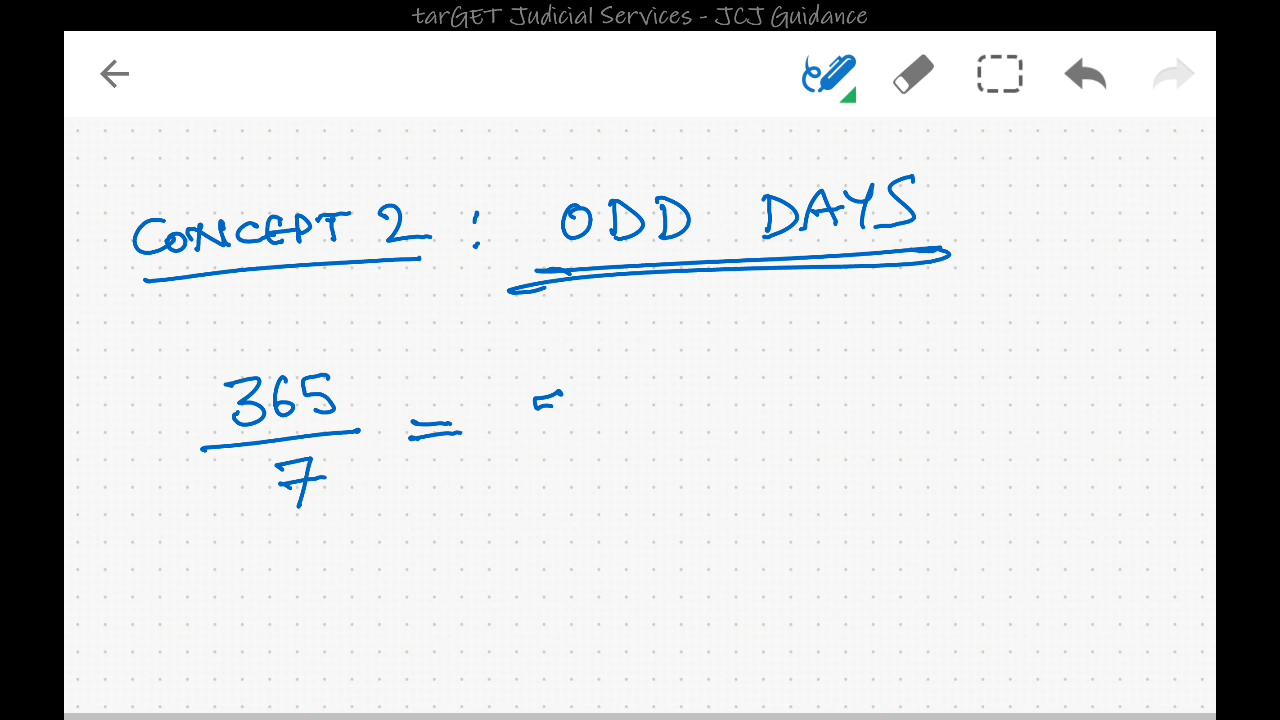 tarGET Judicial Services - JCJ Guidance
CONCEPT 2 : ODD DAYS
365
7
=